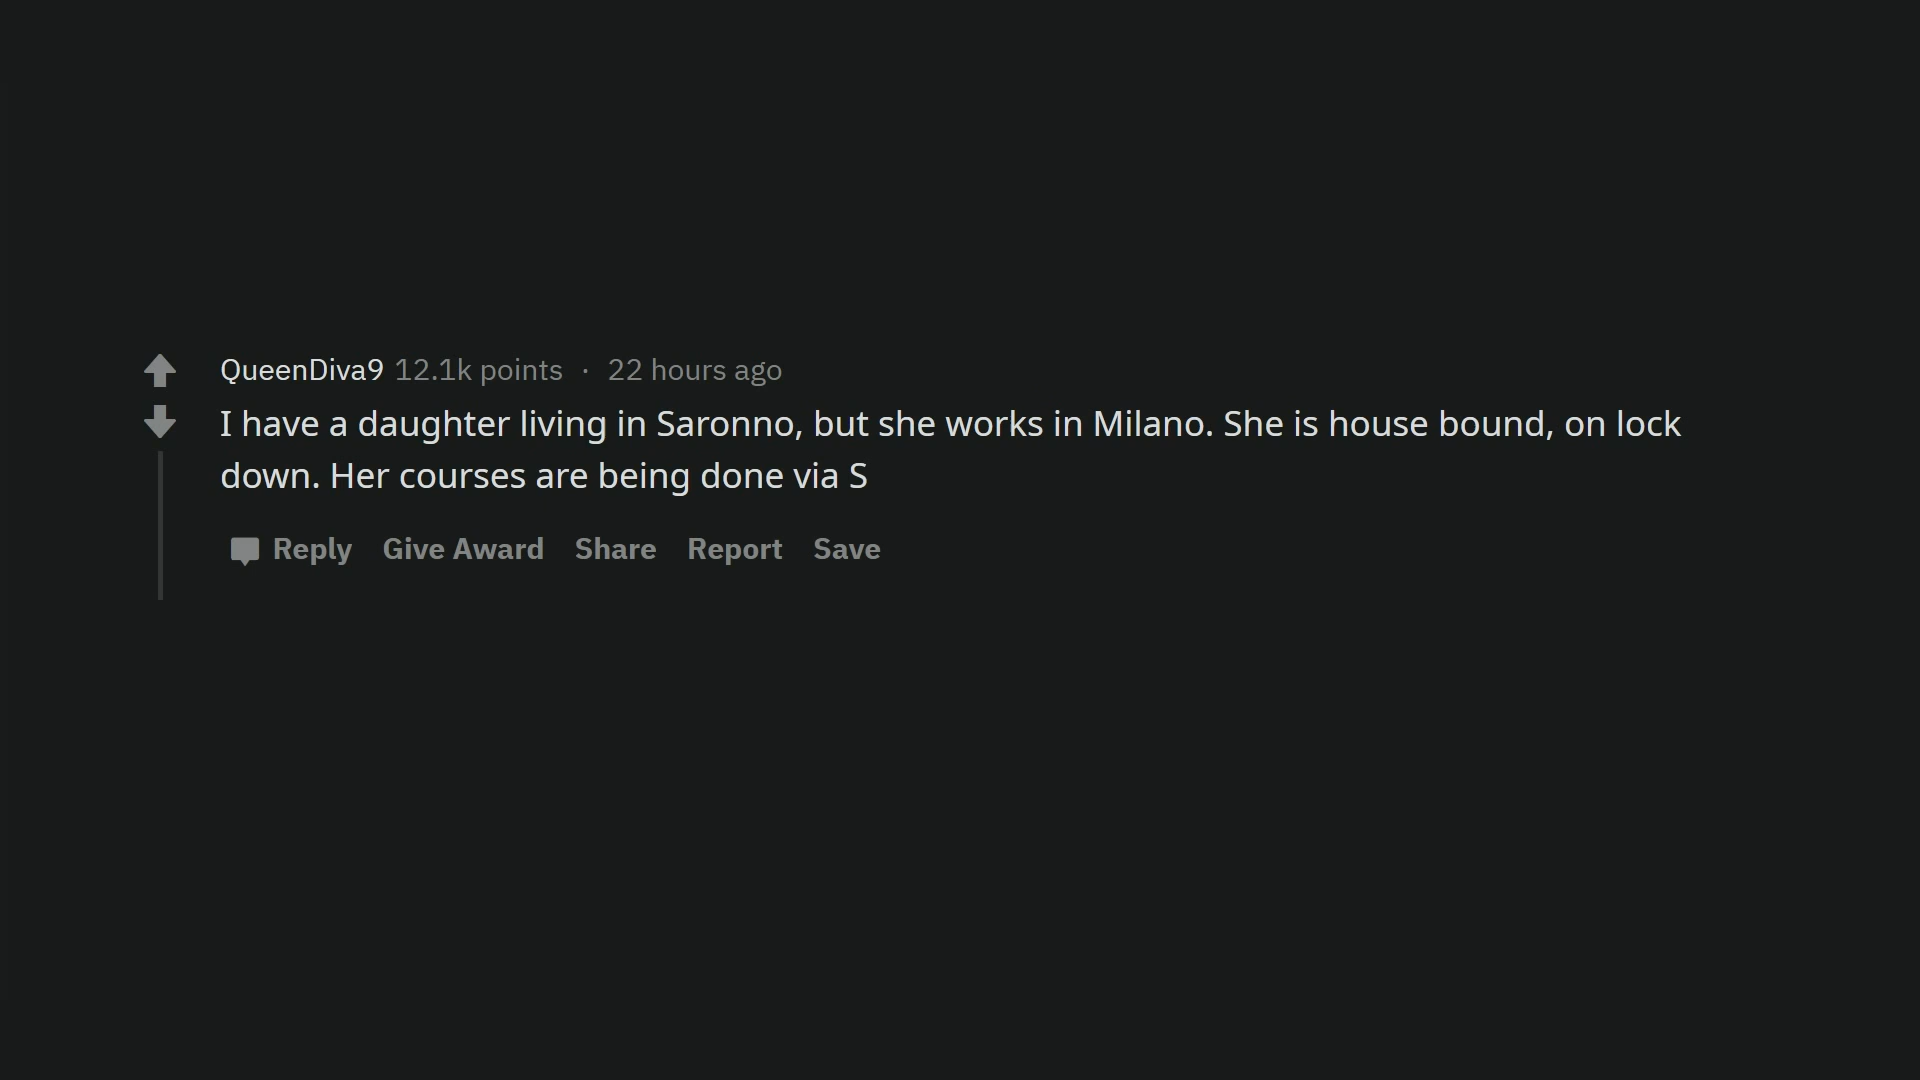 QueenDiva9 12.1k points · 22 hours ago
I have a daughter living in Saronno, but she works in Milano. She is house bound, on lock
down. Her courses are being done via S
Reply Give Award Share Report Save